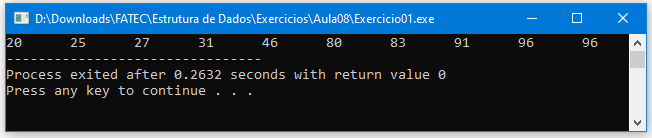 D:\Downloads\FATEC\Estrutura de Dados\Exercicios\Aula08\Exercicio01.exe
20 25 27 31 46 80 83 91 96 96
--------------------------------
Process exited after 0.2632 seconds with return value 0
Press any key to continue . . .